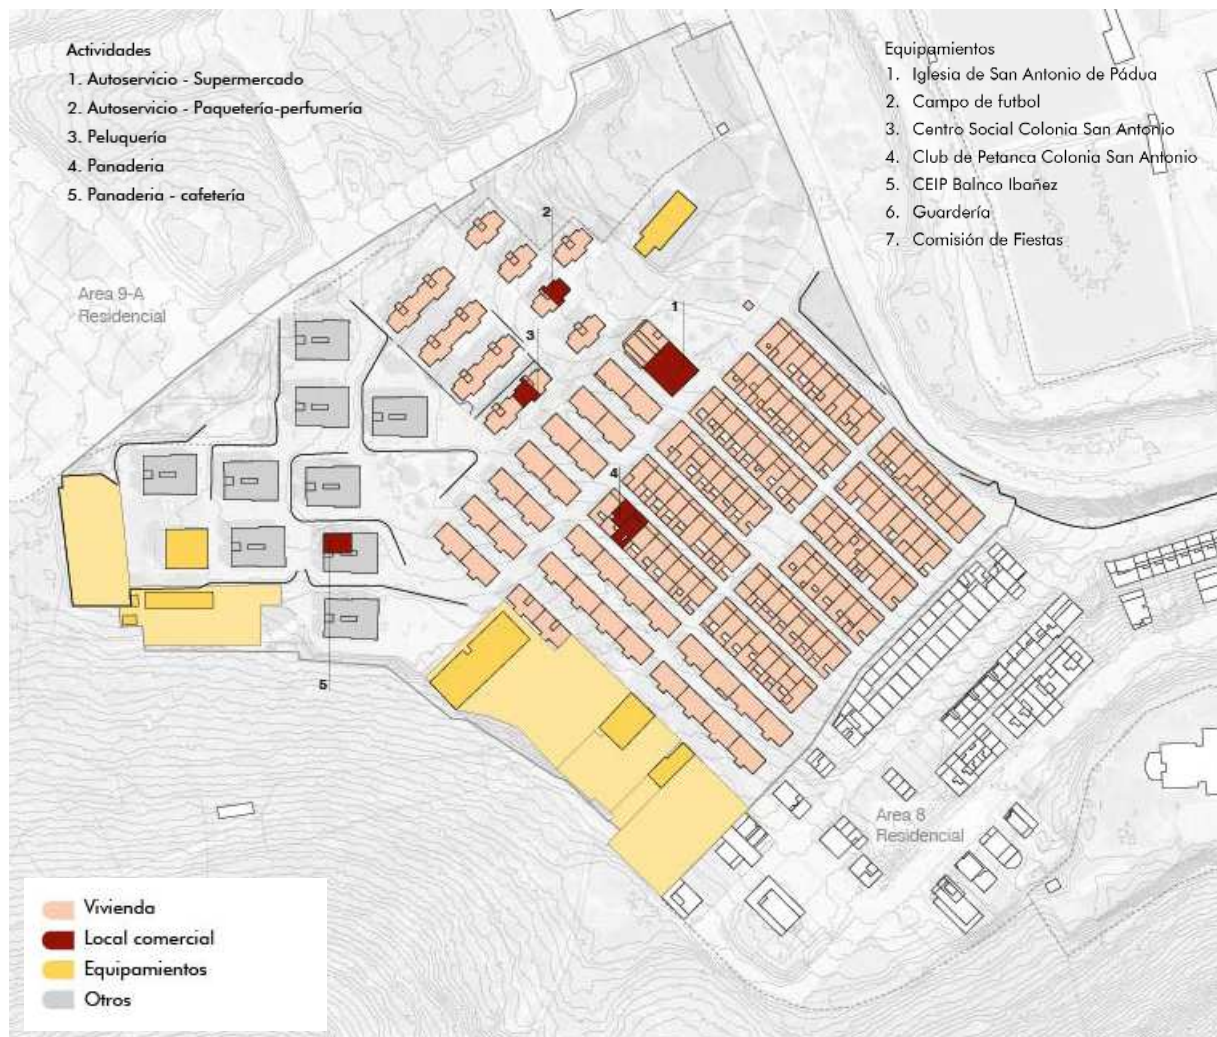 Actividades
1. Autoservicio - Supermercado
2. Autoservicio - Paquetería-perfumería
3. Peluquería
4. Panaderia
5. Panaderia - cafetería
Equipamientos
1. Iglesia de San Antonio de Pádua
2. Campo de futbol
3. Centro Social Colonia San Antonio
4. Club de Petanca Colonia San Antonio
5. CEIP Balnco Ibañez
6. Guardería
7. Comisión de Fiestas
Area 9-A
Residencial
2
1
3
4
5
Area 8
Residencial
Vivienda
Local comercial
Equipamientos
Otros